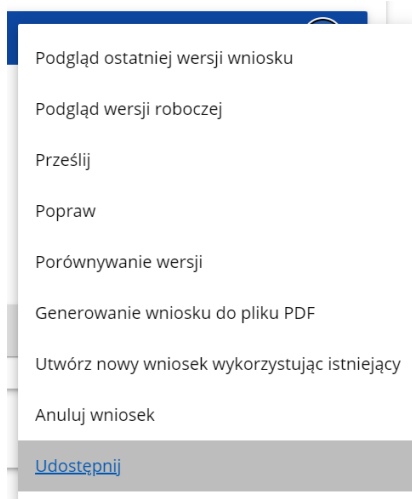 Podgląd ostatniej wersji wniosku
Podgląd wersji roboczej
Prześlij
Popraw
Porównywanie wersji
Generowanie wniosku do pliku PDF
Utwórz nowy wniosek wykorzystując istniejący
Anuluj wniosek
Udostępnij